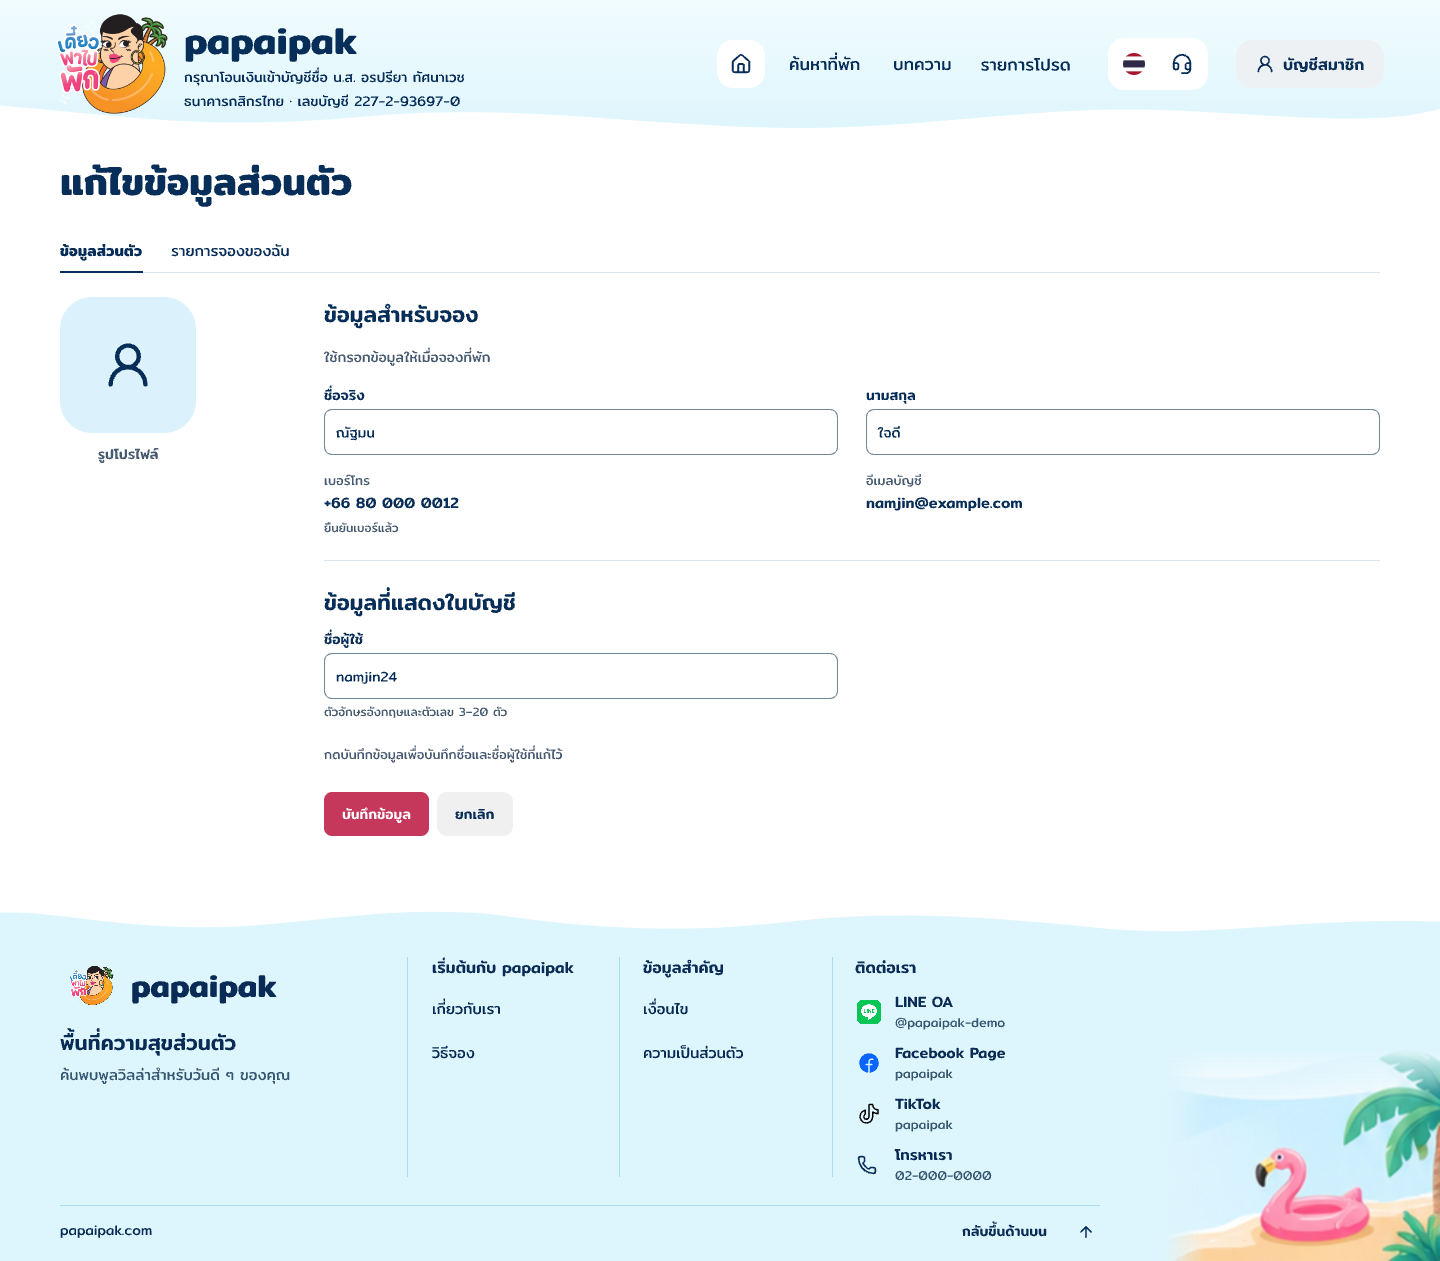 เดี๋ยว
พาไป
พัก
papaipak
กรุณาโอนเงินเข้าบัญชีชื่อ น.ส. อรปรียา ทัศนาเวช
ธนาคารกสิกรไทย · เลขบัญชี 227-2-93697-0
ค้นหาที่พัก
บทความ
รายการโปรด
บัญชีสมาชิก
แก้ไขข้อมูลส่วนตัว
ข้อมูลส่วนตัว
รายการจองของฉัน
รูปโปรไฟล์
ข้อมูลสำหรับจอง
ใช้กรอกข้อมูลให้เมื่อจองที่พัก
ชื่อจริง
นามสกุล
ณัฐมน
ใจดี
เบอร์โทร
อีเมลบัญชี
+66 80 000 0012
namjin@example.com
ยืนยันเบอร์แล้ว
ข้อมูลที่แสดงในบัญชี
ชื่อผู้ใช้
namjin24
ตัวอักษรอังกฤษและตัวเลข 3–20 ตัว
กดบันทึกข้อมูลเพื่อบันทึกชื่อและชื่อผู้ใช้ที่แก้ไว้
บันทึกข้อมูล
ยกเลิก
เดี๋ยว
พาไป
พัก
papaipak
พื้นที่ความสุขส่วนตัว
ค้นพบพูลวิลล่าสำหรับวันดี ๆ ของคุณ
เริ่มต้นกับ papaipak
เกี่ยวกับเรา
วิธีจอง
ข้อมูลสำคัญ
เงื่อนไข
ความเป็นส่วนตัว
ติดต่อเรา
LINE
LINE OA
@papaipak-demo
Facebook Page
papaipak
TikTok
papaipak
โทรหาเรา
02-000-0000
papaipak.com
กลับขึ้นด้านบน